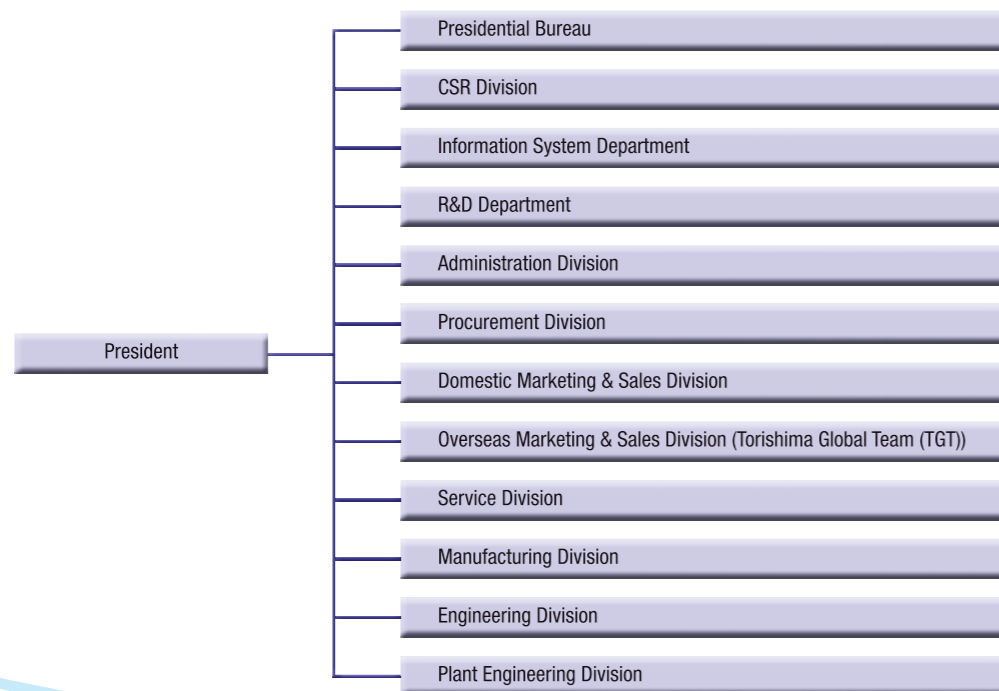 Presidential Bureau
CSR Division
Information System Department
R&D Department
Administration Division
Procurement Division
President
Domestic Marketing & Sales Division
Overseas Marketing & Sales Division (Torishima Global Team (TGT))
Service Division
Manufacturing Division
Engineering Division
Plant Engineering Division